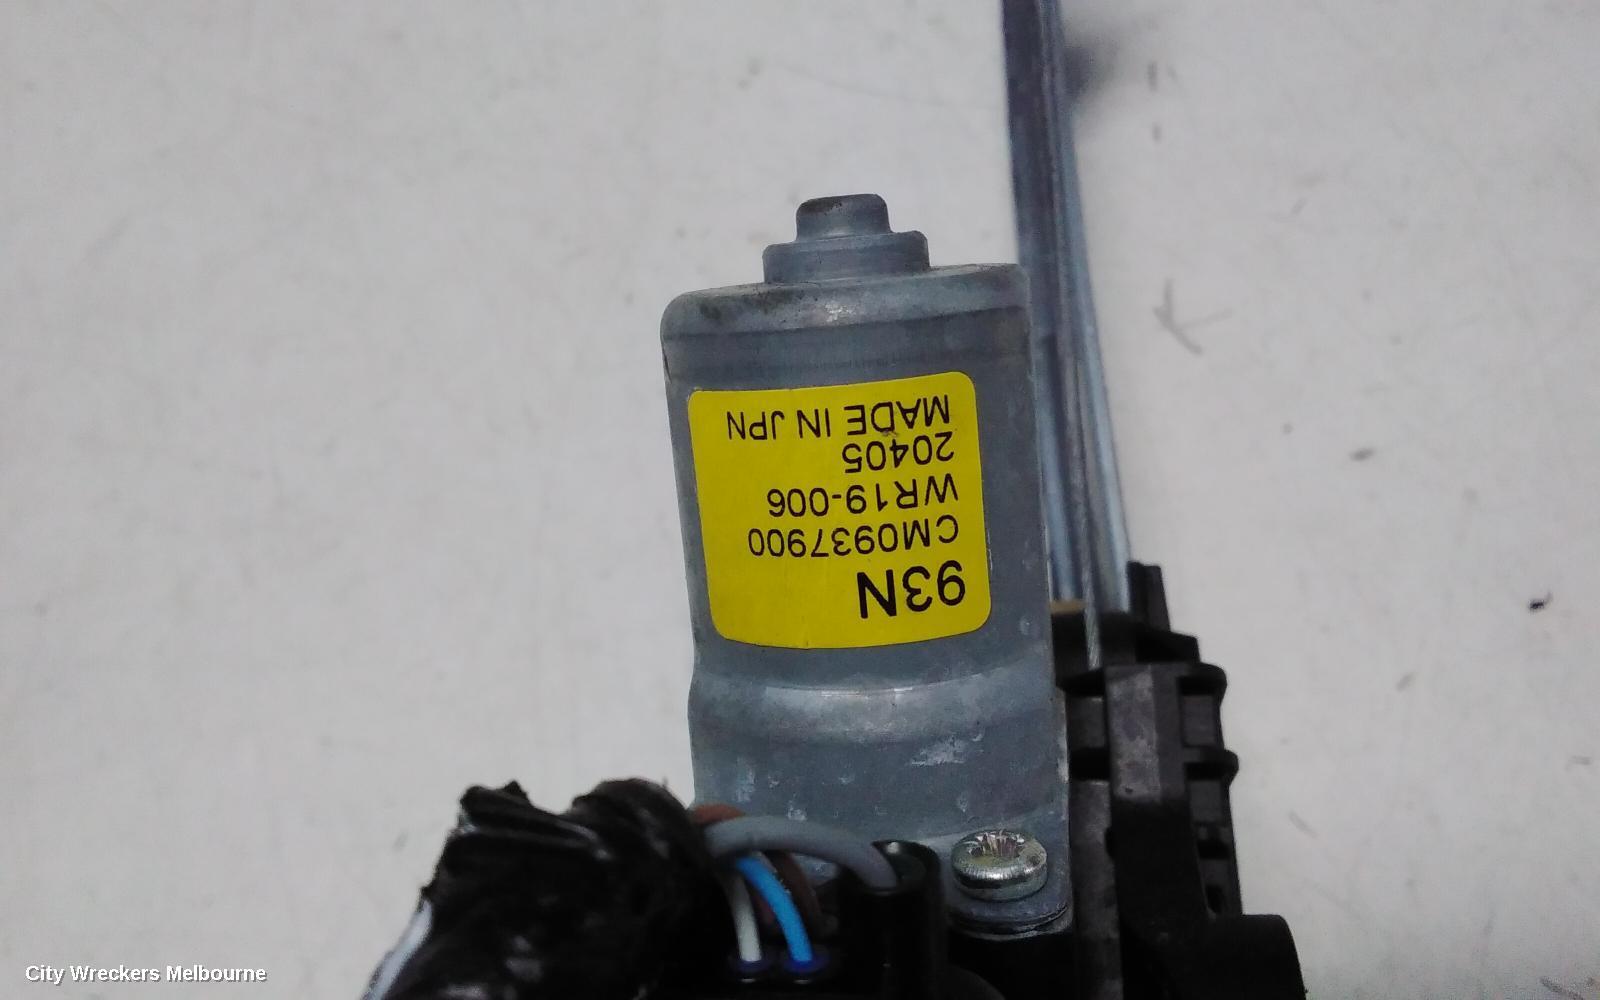 93N
CM0937900
WR19-006
20405
MADE IN JPN
City Wreckers Melbourne